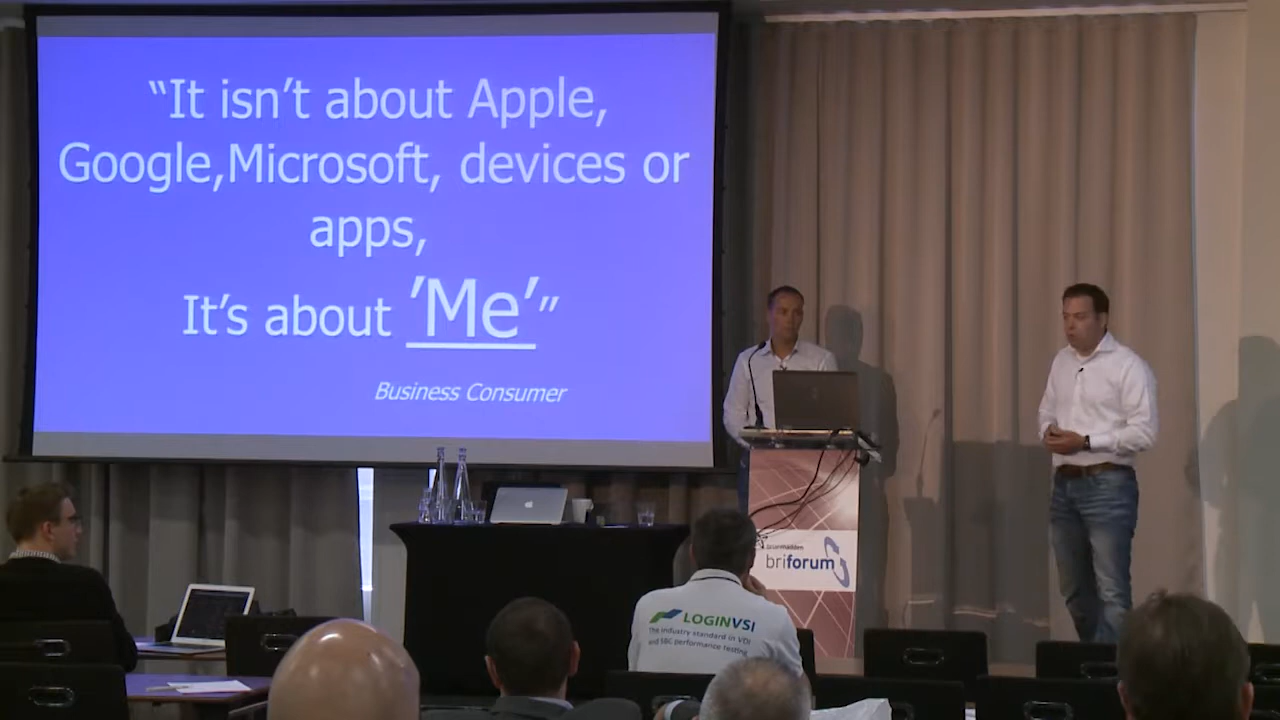 “It isn’t about Apple,
Google,Microsoft, devices or
apps,
It’s about ’Me’”
Business Consumer
brianmadden
briforum
LOGINVSI
The industry standard in VDI
and SBC performance testing